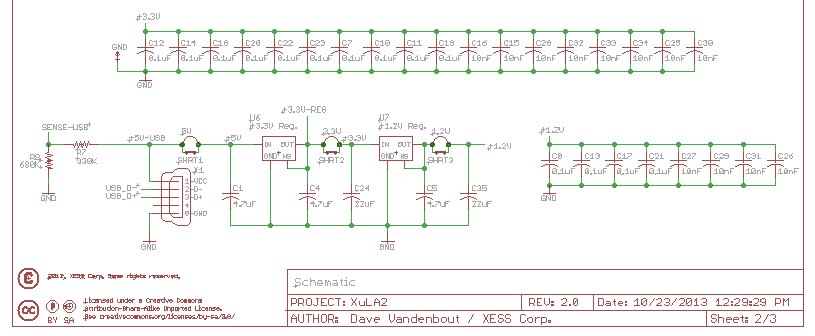 +3.3V
GND
C12 C14 C18 C20 C22 C23 C7 C10 C11 C18 C16 C15 C28 C32 C33 C34 C29 C30
0.1uF 0.1uF 0.1uF 0.1uF 0.1uF 0.1uF 0.1uF 0.1uF 0.1uF 0.1uF 10nF 10nF 10nF 10nF 10nF 10nF 10nF 10nF
GND
+3.3V-REG
U6 U7
SENSE-USB +5V-USB 5V +5V +3.3V Reg. 3.3V +3.3V +1.2V Reg. 1.2V +1.2V +1.2V
IN OUT IN OUT
GND HS GND HS
R8 R7
680K 330K
SHRT1 SHRT2 SHRT3
C8 C13 C17 C21 C27 C29 C31 C26
0.1uF 0.1uF 0.1uF 0.1uF 10nF 10nF 10nF 10nF
X1
1 VCC
USB_D- 2 D-
USB_D+ 3 D+
4
0 GND
C1 C4 C24 C5 C35
4.7uF 4.7uF 22uF 4.7uF 22uF
GND GND GND GND
XESS Corp. Some rights reserved.
Licensed under a Creative Commons
Attribution-Share-Alike Unported License.
See creativecommons.org/licenses/by-sa/3.0/
cc BY SA
Schematic
PROJECT: XuLA2 REV: 2.0 Date: 10/23/2013 12:29:29 PM
AUTHOR: Dave Vandenbout / XESS Corp. Sheet: 2/3